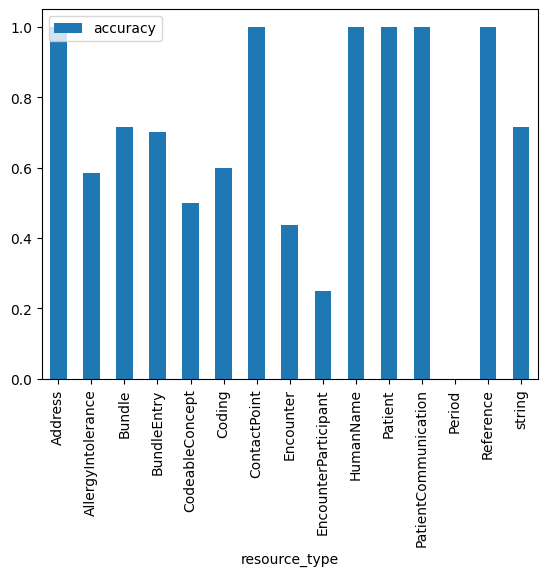 accuracy
1.0
0.8
0.6
0.4
0.2
0.0
Address
AllergyIntolerance
Bundle
BundleEntry
CodeableConcept
Coding
ContactPoint
Encounter
EncounterParticipant
HumanName
Patient
PatientCommunication
Period
Reference
string
resource_type